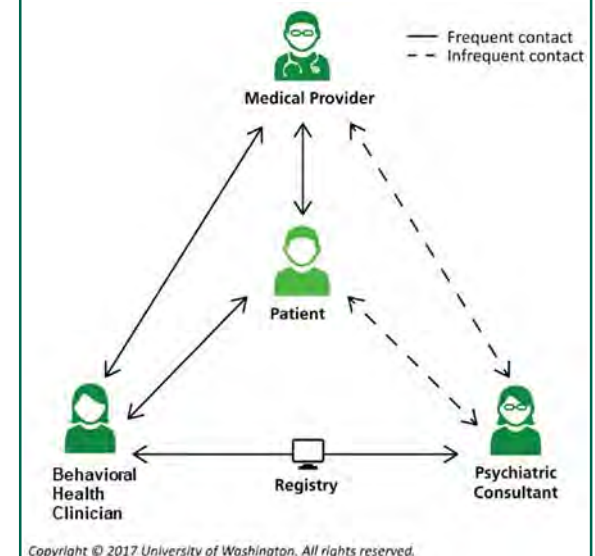 Frequent contact
Infrequent contact
Medical Provider
Patient
Behavioral
Health
Clinician
Registry
Psychiatric
Consultant
Copyright © 2017 University of Washington. All rights reserved.